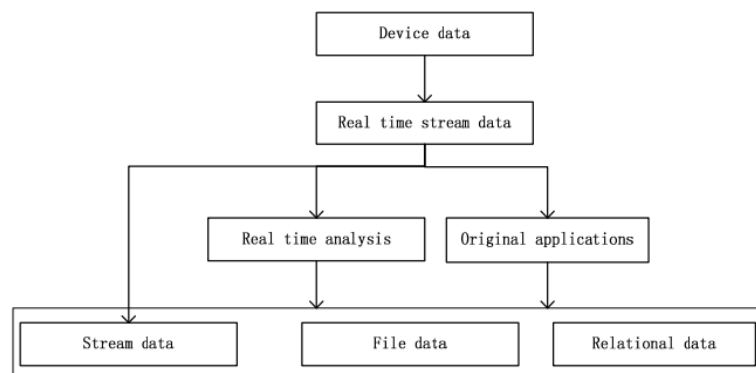 Device data
Real time stream data
Real time analysis
Original applications
Stream data
File data
Relational data